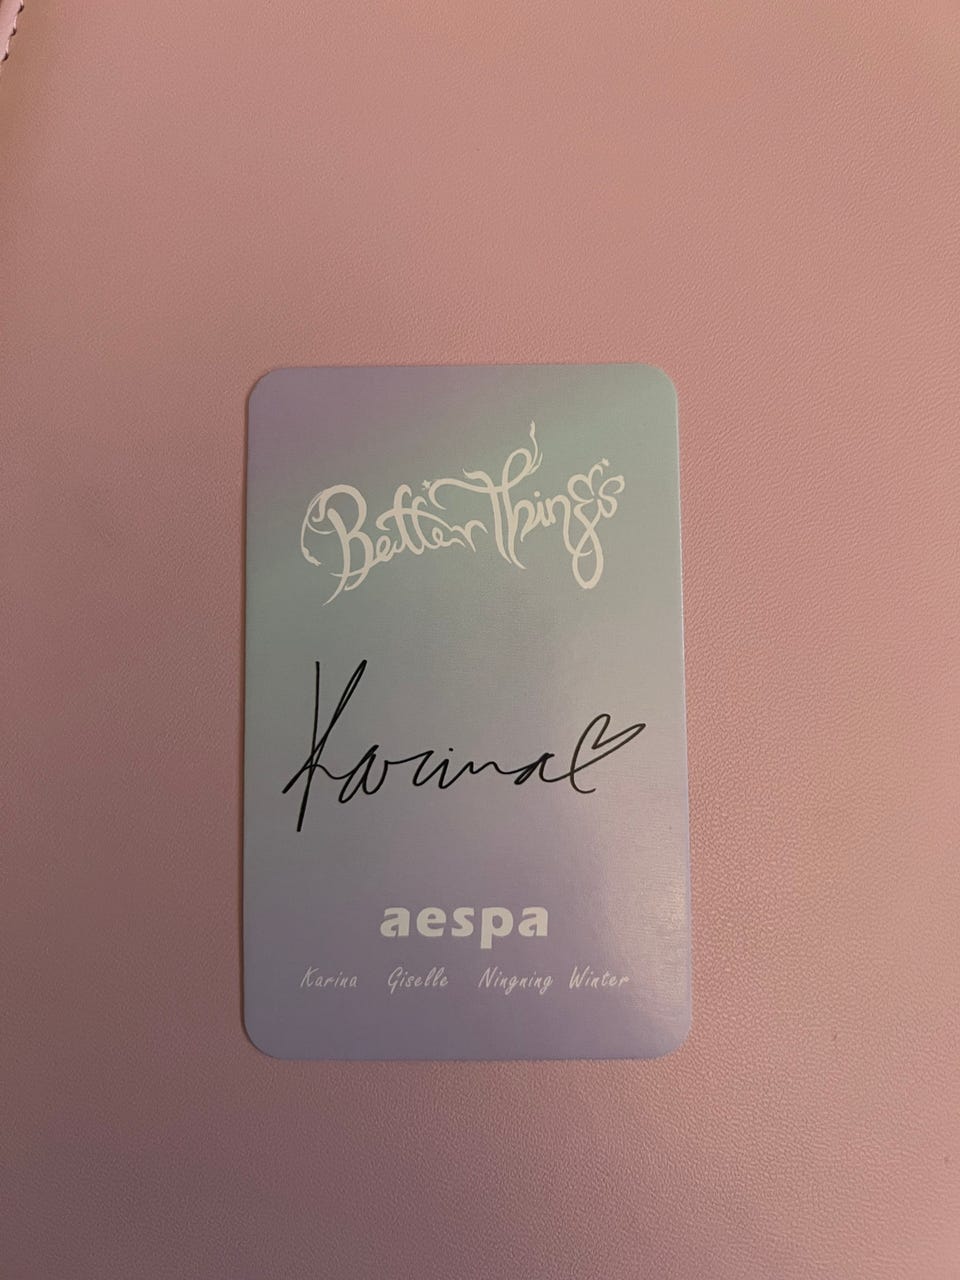 Better Things
Karina
aespa
Karina Giselle Ningning Winter